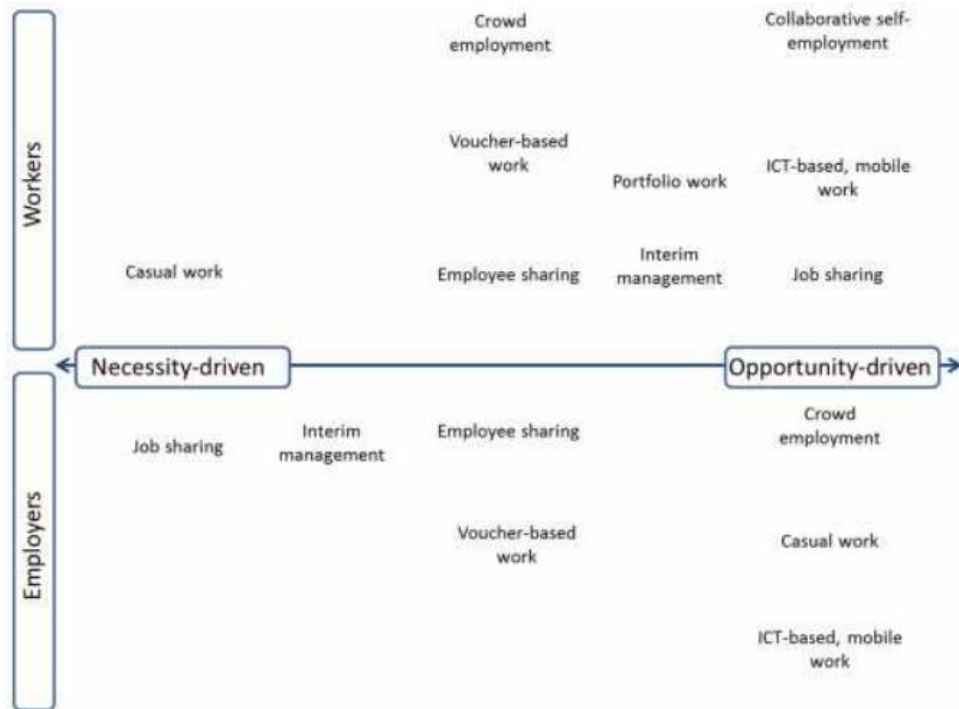 Workers
Crowd
employment
Collaborative self-
employment
Voucher-based
work
Portfolio work
ICT-based, mobile
work
Casual work
Employee sharing
Interim
management
Job sharing
Necessity-driven
Opportunity-driven
Employers
Job sharing
Interim
management
Employee sharing
Crowd
employment
Voucher-based
work
Casual work
ICT-based, mobile
work